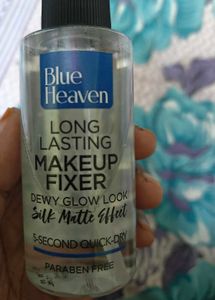 Blue
Heaven
LONG
LASTING
MAKEUP
FIXER
DEWY GLOW LOOK
Silk Matte Effect
5-SECOND QUICK-DRY
PARABEN FREE